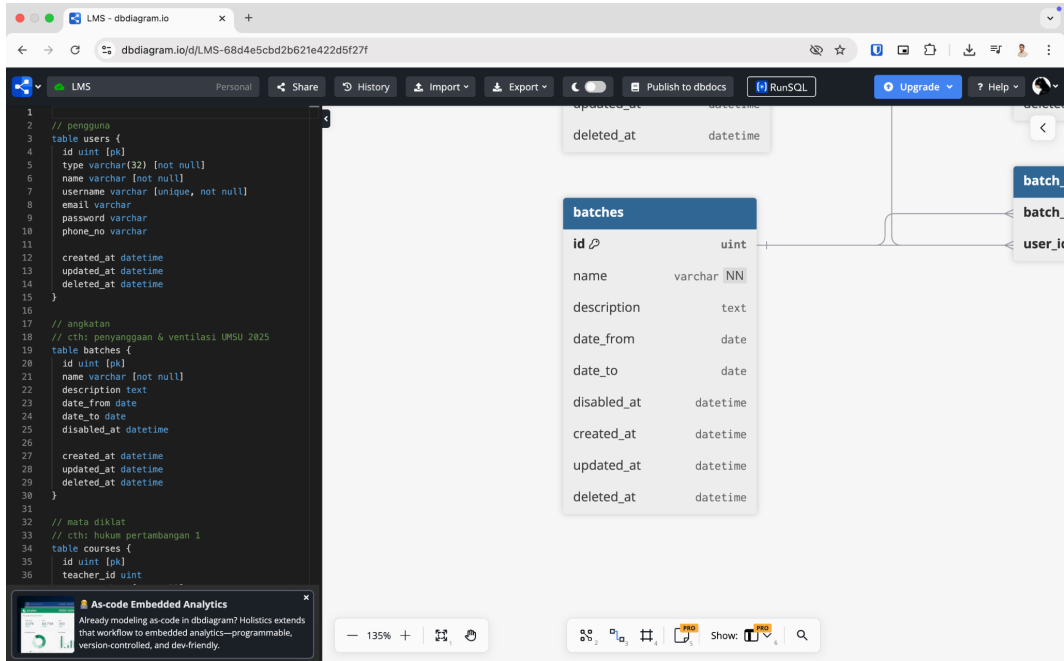 LMS - dbdiagram.io
dbdiagram.io/d/LMS-68d4e5cbd2b621e422d5f27f
LMS
Personal
Share
History
Import
Export
Publish to dbdocs
RunSQL
Upgrade
? Help
1
2 // pengguna
3 table users {
4 id uint [pk]
5 type varchar(32) [not null]
6 name varchar [not null]
7 username varchar [unique, not null]
8 email varchar
9 password varchar
10 phone_no varchar
11
12 created_at datetime
13 updated_at datetime
14 deleted_at datetime
15 }
16
17 // angkatan
18 // cth: penyanggaan & ventilasi UMSU 2025
19 table batches {
20 id uint [pk]
21 name varchar [not null]
22 description text
23 date_from date
24 date_to date
25 disabled_at datetime
26
27 created_at datetime
28 updated_at datetime
29 deleted_at datetime
30 }
31
32 // mata diklat
33 // cth: hukum pertambangan 1
34 table courses {
35 id uint [pk]
36 teacher_id uint
As-code Embedded Analytics
Already modeling as-code in dbdiagram? Holistics extends
that workflow to embedded analytics—programmable,
version-controlled, and dev-friendly.
updated_at datetime
deleted_at datetime
batches
id uint
name varchar NN
description text
date_from date
date_to date
disabled_at datetime
created_at datetime
updated_at datetime
deleted_at datetime
batch_
batch_
user_id
135%
1
2
3
4
PRO
5
Show:
PRO
6